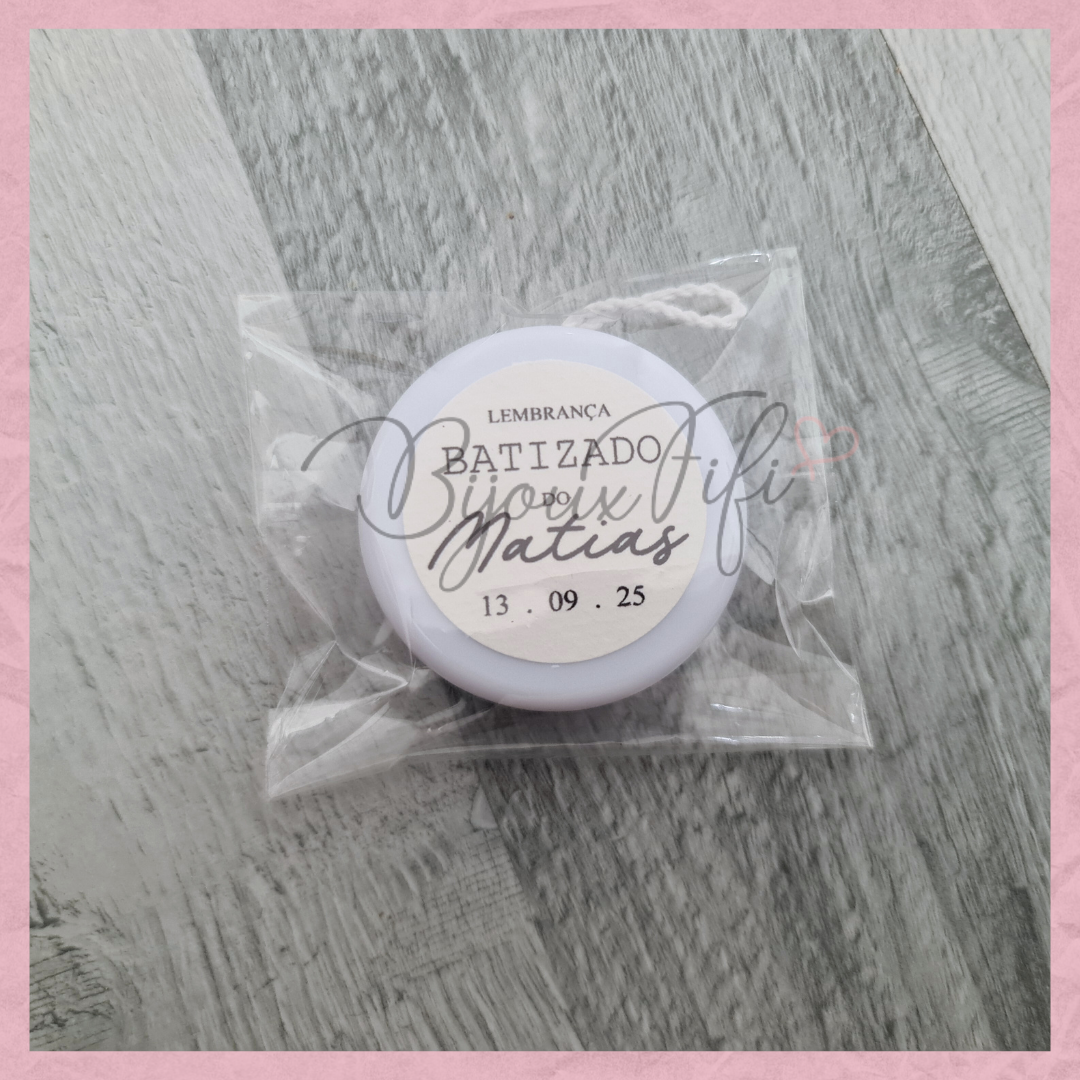 LEMBRANÇA
BATIZADO
DO
Matias
13 . 09 . 25
Bijoux Fifi